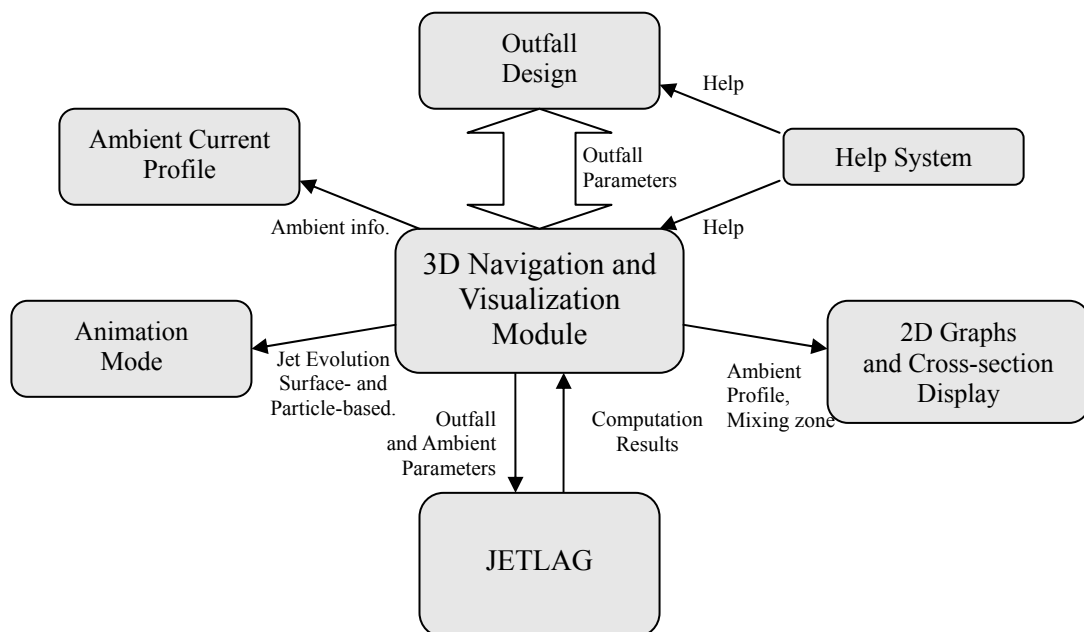 Outfall
Design
Help
Ambient Current
Profile
Outfall
Parameters
Help System
Ambient info.
Help
3D Navigation and
Visualization
Module
Animation
Mode
2D Graphs
and Cross-section
Display
Jet Evolution
Surface- and
Particle-based.
Ambient
Profile,
Mixing zone
Outfall
and Ambient
Parameters
Computation
Results
JETLAG